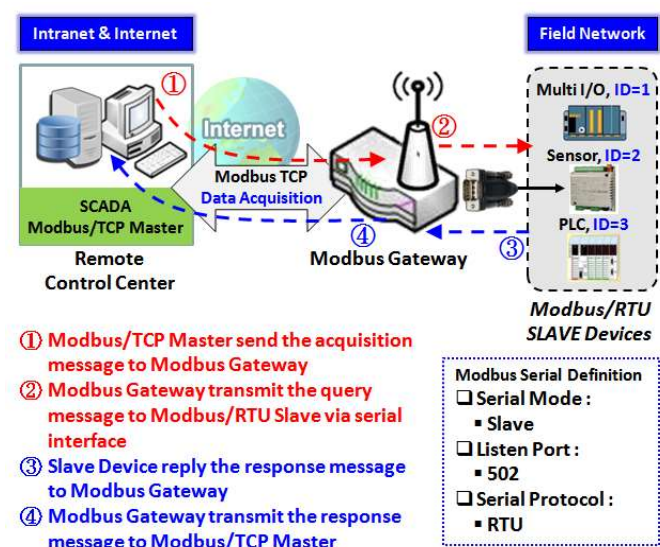 Intranet & Internet
Field Network
①
Internet
Modbus TCP
Data Acquisition
②
Multi I/O, ID=1
Sensor, ID=2
PLC, ID=3
SCADA
Modbus/TCP Master
④
③
Remote
Control Center
Modbus Gateway
Modbus/RTU
SLAVE Devices
① Modbus/TCP Master send the acquisition
message to Modbus Gateway
② Modbus Gateway transmit the query
message to Modbus/RTU Slave via serial
interface
③ Slave Device reply the response message
to Modbus Gateway
④ Modbus Gateway transmit the response
message to Modbus/TCP Master
Modbus Serial Definition
❑ Serial Mode :
▪ Slave
❑ Listen Port :
▪ 502
❑ Serial Protocol :
▪ RTU